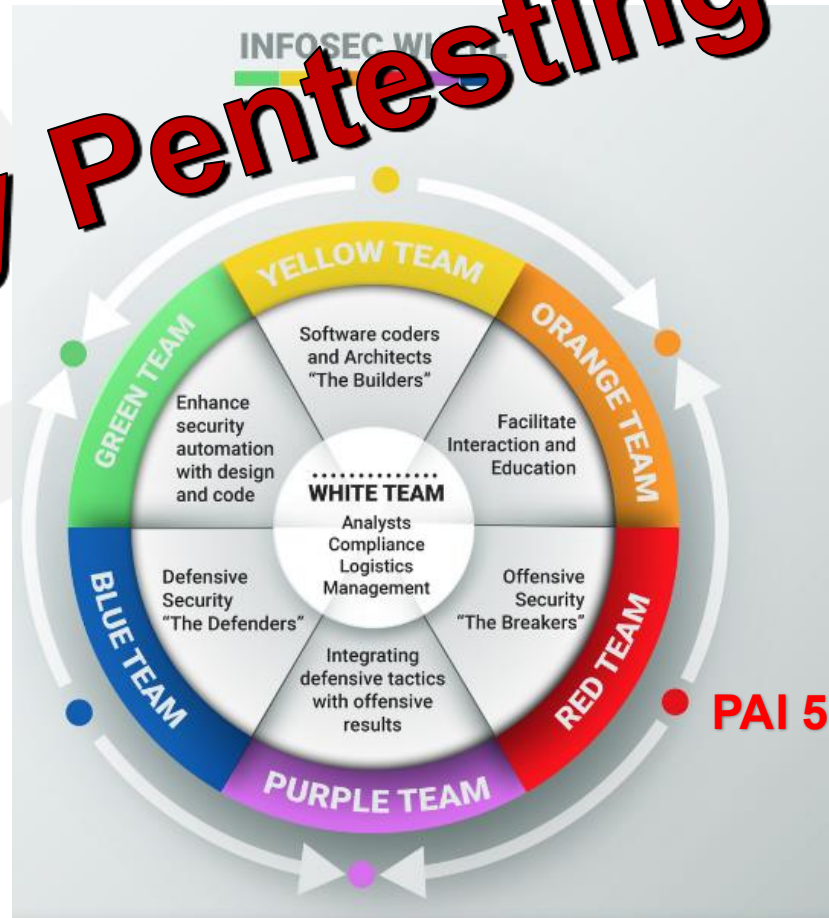 INFOSEC
Pentesting
YELLOW TEAM
Software coders
and Architects
“The Builders”
ORANGE TEAM
Facilitate
Interaction and
Education
GREEN TEAM
Enhance
security
automation
with design
and code
WHITE TEAM
Analysts
Compliance
Logistics
Management
BLUE TEAM
Defensive
Security
“The Defenders”
Offensive
Security
“The Breakers”
RED TEAM
PAI 5
Integrating
defensive tactics
with offensive
results
PURPLE TEAM